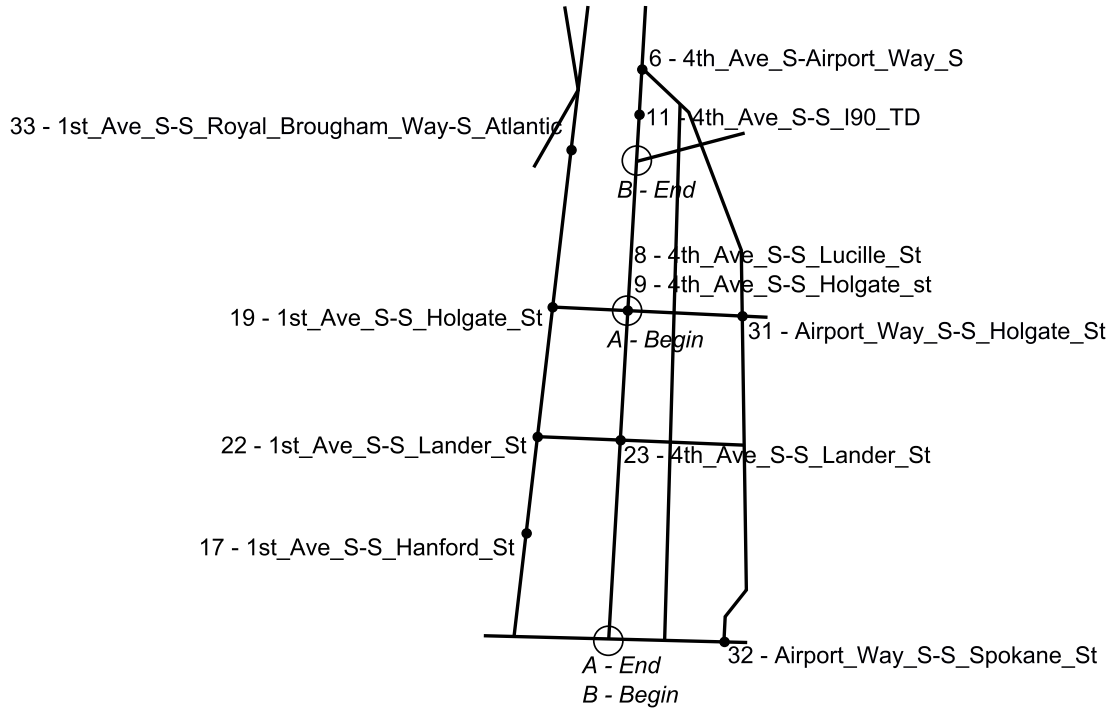 6 - 4th_Ave_S-Airport_Way_S
11 - 4th_Ave_S-S_I90_TD
33 - 1st_Ave_S-S_Royal_Brougham_Way-S_Atlantic
B - End
8 - 4th_Ave_S-S_Lucille_St
9 - 4th_Ave_S-S_Holgate_st
19 - 1st_Ave_S-S_Holgate_St
31 - Airport_Way_S-S_Holgate_St
A - Begin
22 - 1st_Ave_S-S_Lander_St
23 - 4th_Ave_S-S_Lander_St
17 - 1st_Ave_S-S_Hanford_St
32 - Airport_Way_S-S_Spokane_St
A - End
B - Begin